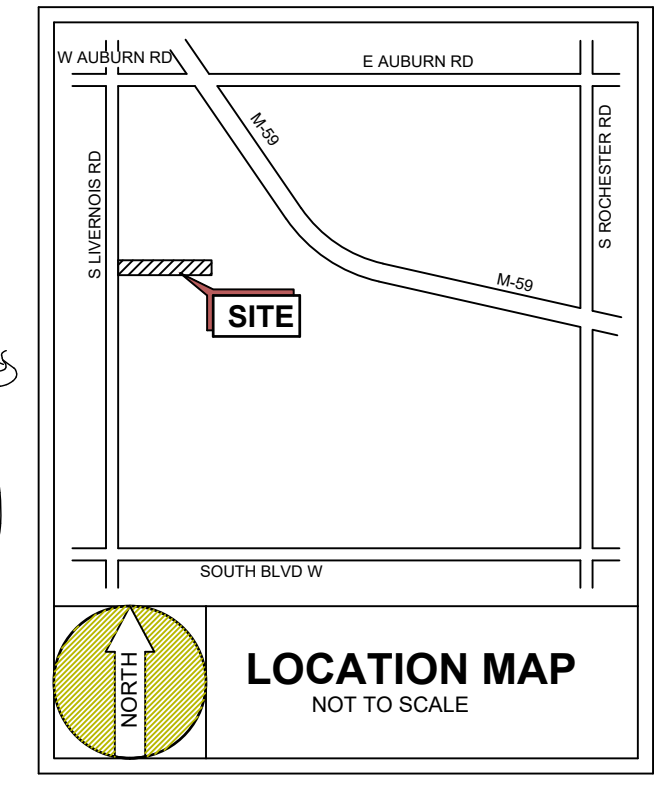 W AUBURN RD
E AUBURN RD
M-59
S LIVERNOIS RD
S ROCHESTER RD
M-59
SITE
SOUTH BLVD W
NORTH
LOCATION MAP
NOT TO SCALE